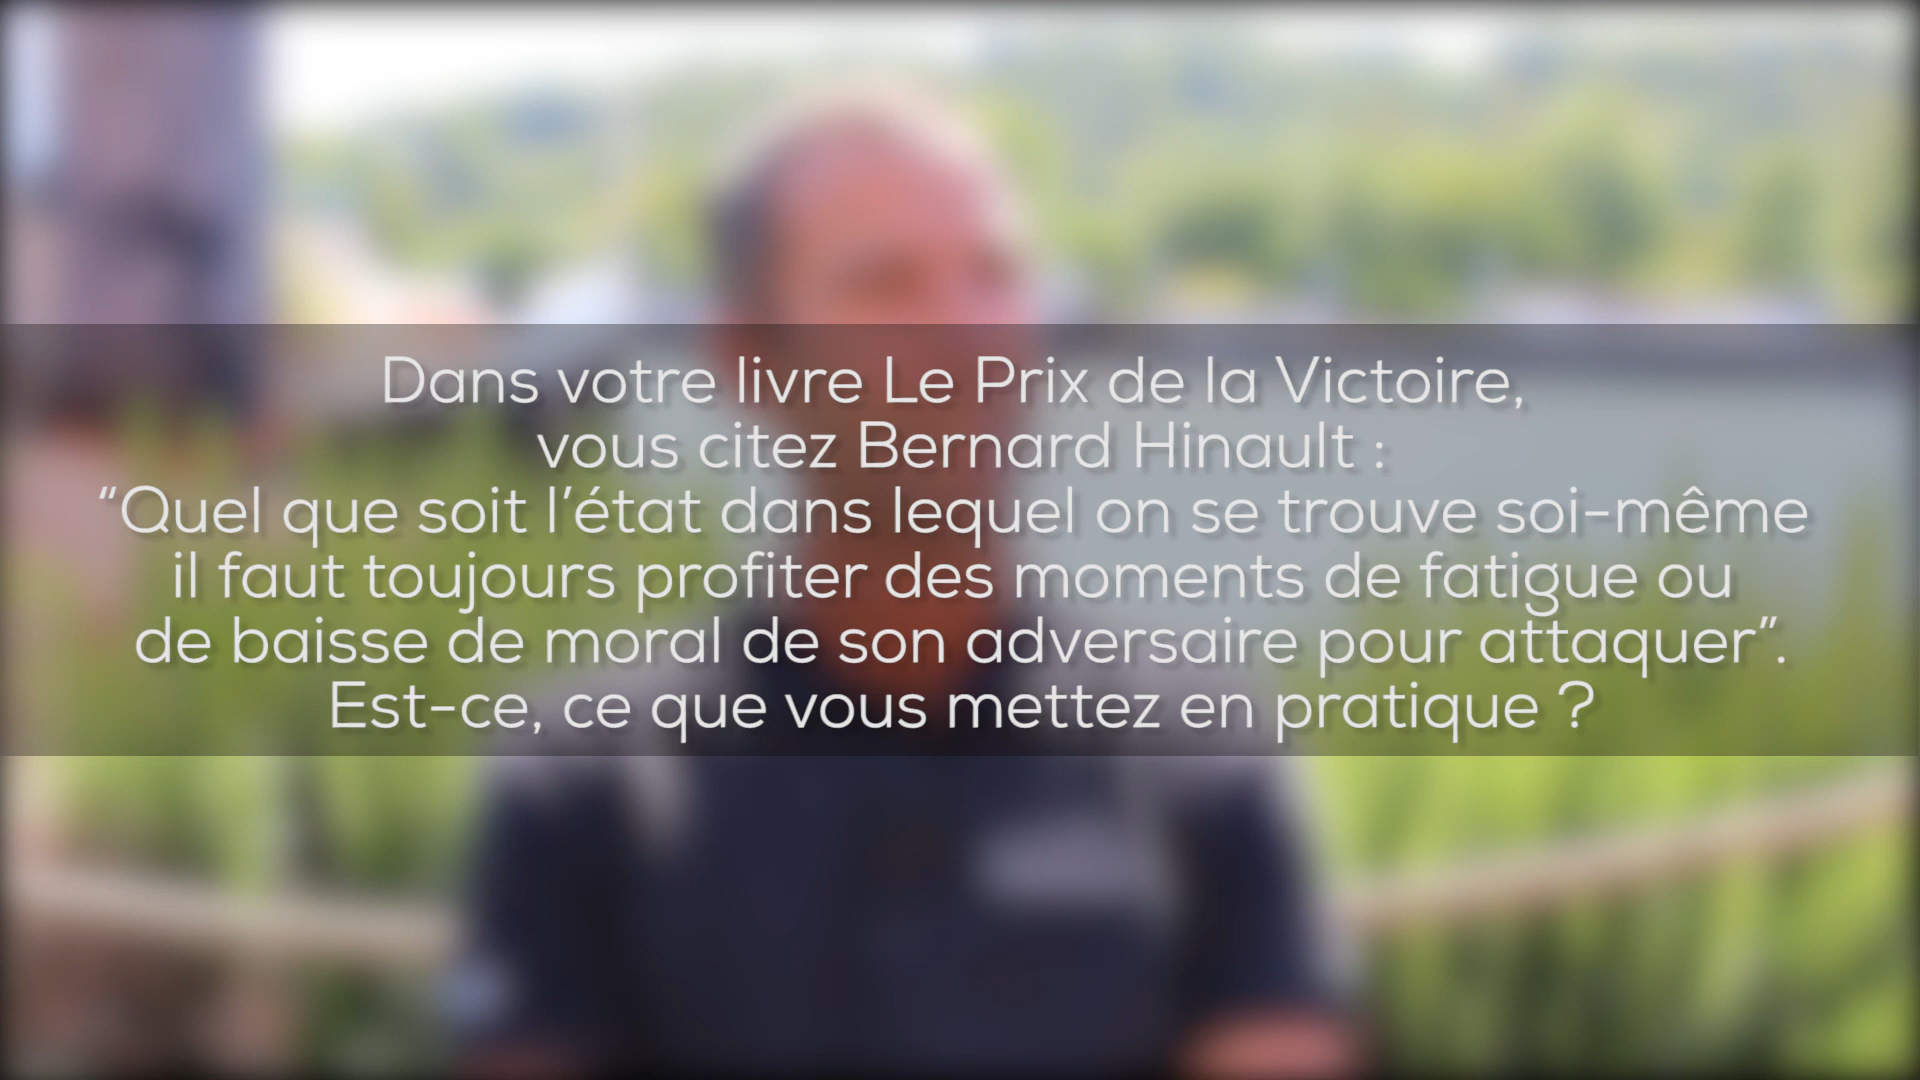 Dans votre livre Le Prix de la Victoire,
vous citez Bernard Hinault :
“Quel que soit l’état dans lequel on se trouve soi-même
il faut toujours profiter des moments de fatigue ou
de baisse de moral de son adversaire pour attaquer”.
Est-ce, ce que vous mettez en pratique ?